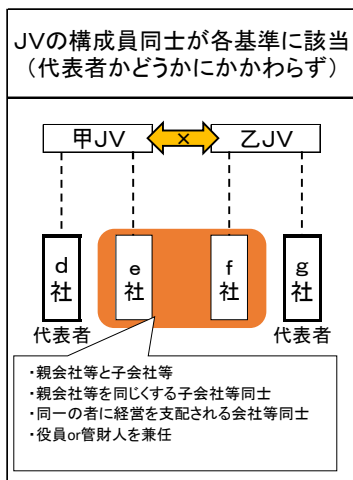 JVの構成員同士が各基準に該当
（代表者かどうかにかかわらず）
甲JV
×
乙JV
d社
e社
f社
g社
代表者
代表者
・親会社等と子会社等
・親会社等を同じくする子会社等同士
・同一の者に経営を支配される会社等同士
・役員or管財人を兼任